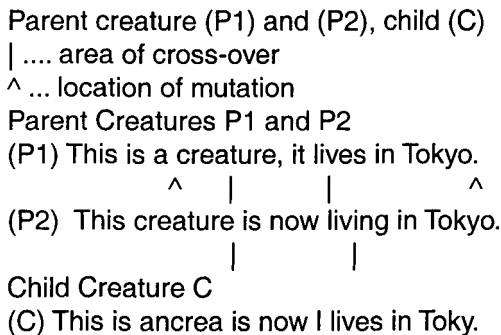 Parent creature (P1) and (P2), child (C)
| .... area of cross-over
^ ... location of mutation
Parent Creatures P1 and P2
(P1) This is a creature, it lives in Tokyo.
^ | | ^
(P2) This creature is now living in Tokyo.
| |
Child Creature C
(C) This is ancrea is now l lives in Toky.